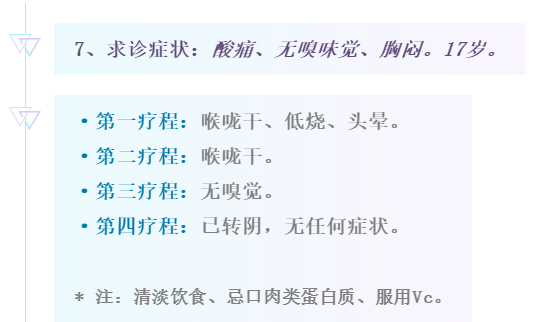 7、求诊症状：酸痛、无嗅味觉、胸闷。17岁。
·第一疗程：喉咙干、低烧、头晕。
·第二疗程：喉咙干。
·第三疗程：无嗅觉。
·第四疗程：已转阴，无任何症状。
* 注：清淡饮食、忌口肉类蛋白质、服用Vc。